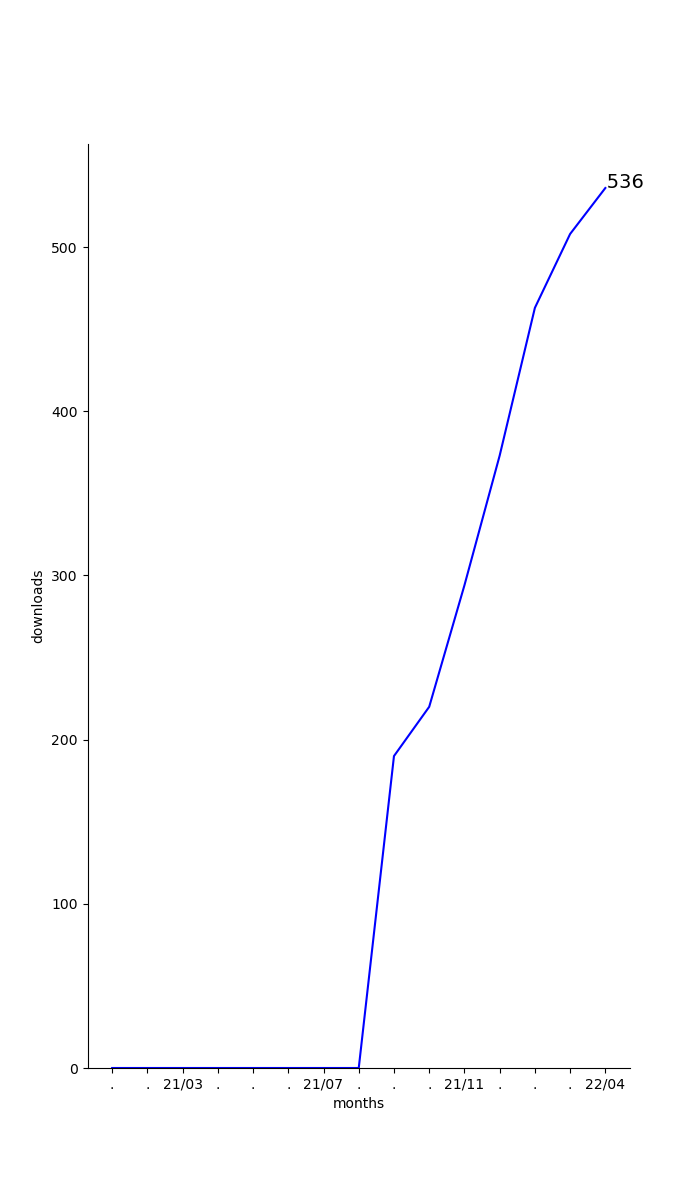 536
500
400
300
200
100
0
downloads
. . 21/03 . . . 21/07 . . . 21/11 . . . 22/04
months